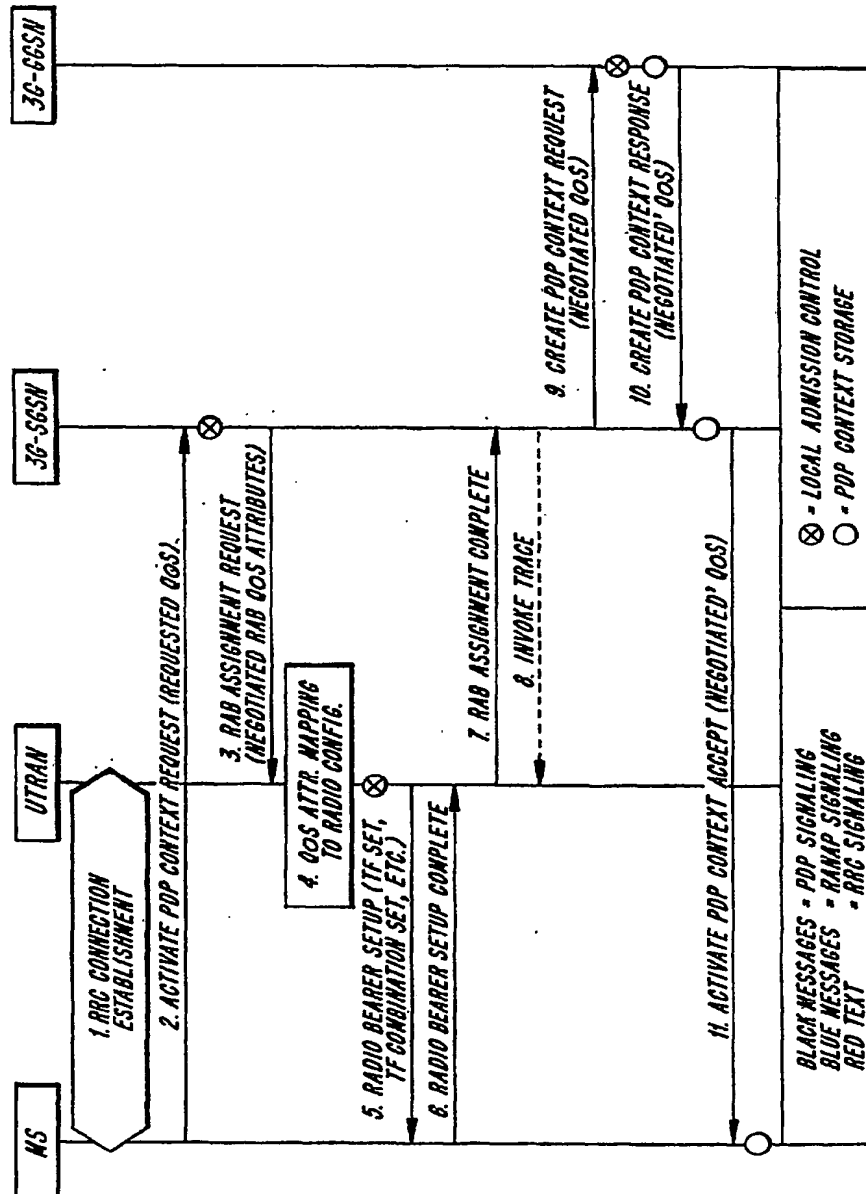 MS
UTRAN
3G-SGSN
3G-GGSN
1. RRC CONNECTION
ESTABLISHMENT
2. ACTIVATE PDP CONTEXT REQUEST (REQUESTED QoS)
3. RAB ASSIGNMENT REQUEST
(NEGOTIATED RAB QoS ATTRIBUTES)
4. QoS ATTR. MAPPING
TO RADIO CONFIG.
5. RADIO BEARER SETUP (TF SET,
TF COMBINATION SET, ETC.)
6. RADIO BEARER SETUP COMPLETE
7. RAB ASSIGNMENT COMPLETE
8. INVOKE TRACE
9. CREATE PDP CONTEXT REQUEST
(NEGOTIATED QoS)
10. CREATE PDP CONTEXT RESPONSE
(NEGOTIATED' QoS)
11. ACTIVATE PDP CONTEXT ACCEPT (NEGOTIATED' QoS)
BLACK MESSAGES = PDP SIGNALING
BLUE MESSAGES = RANAP SIGNALING
RED TEXT = RRC SIGNALING
⊗ = LOCAL ADMISSION CONTROL
○ = PDP CONTEXT STORAGE